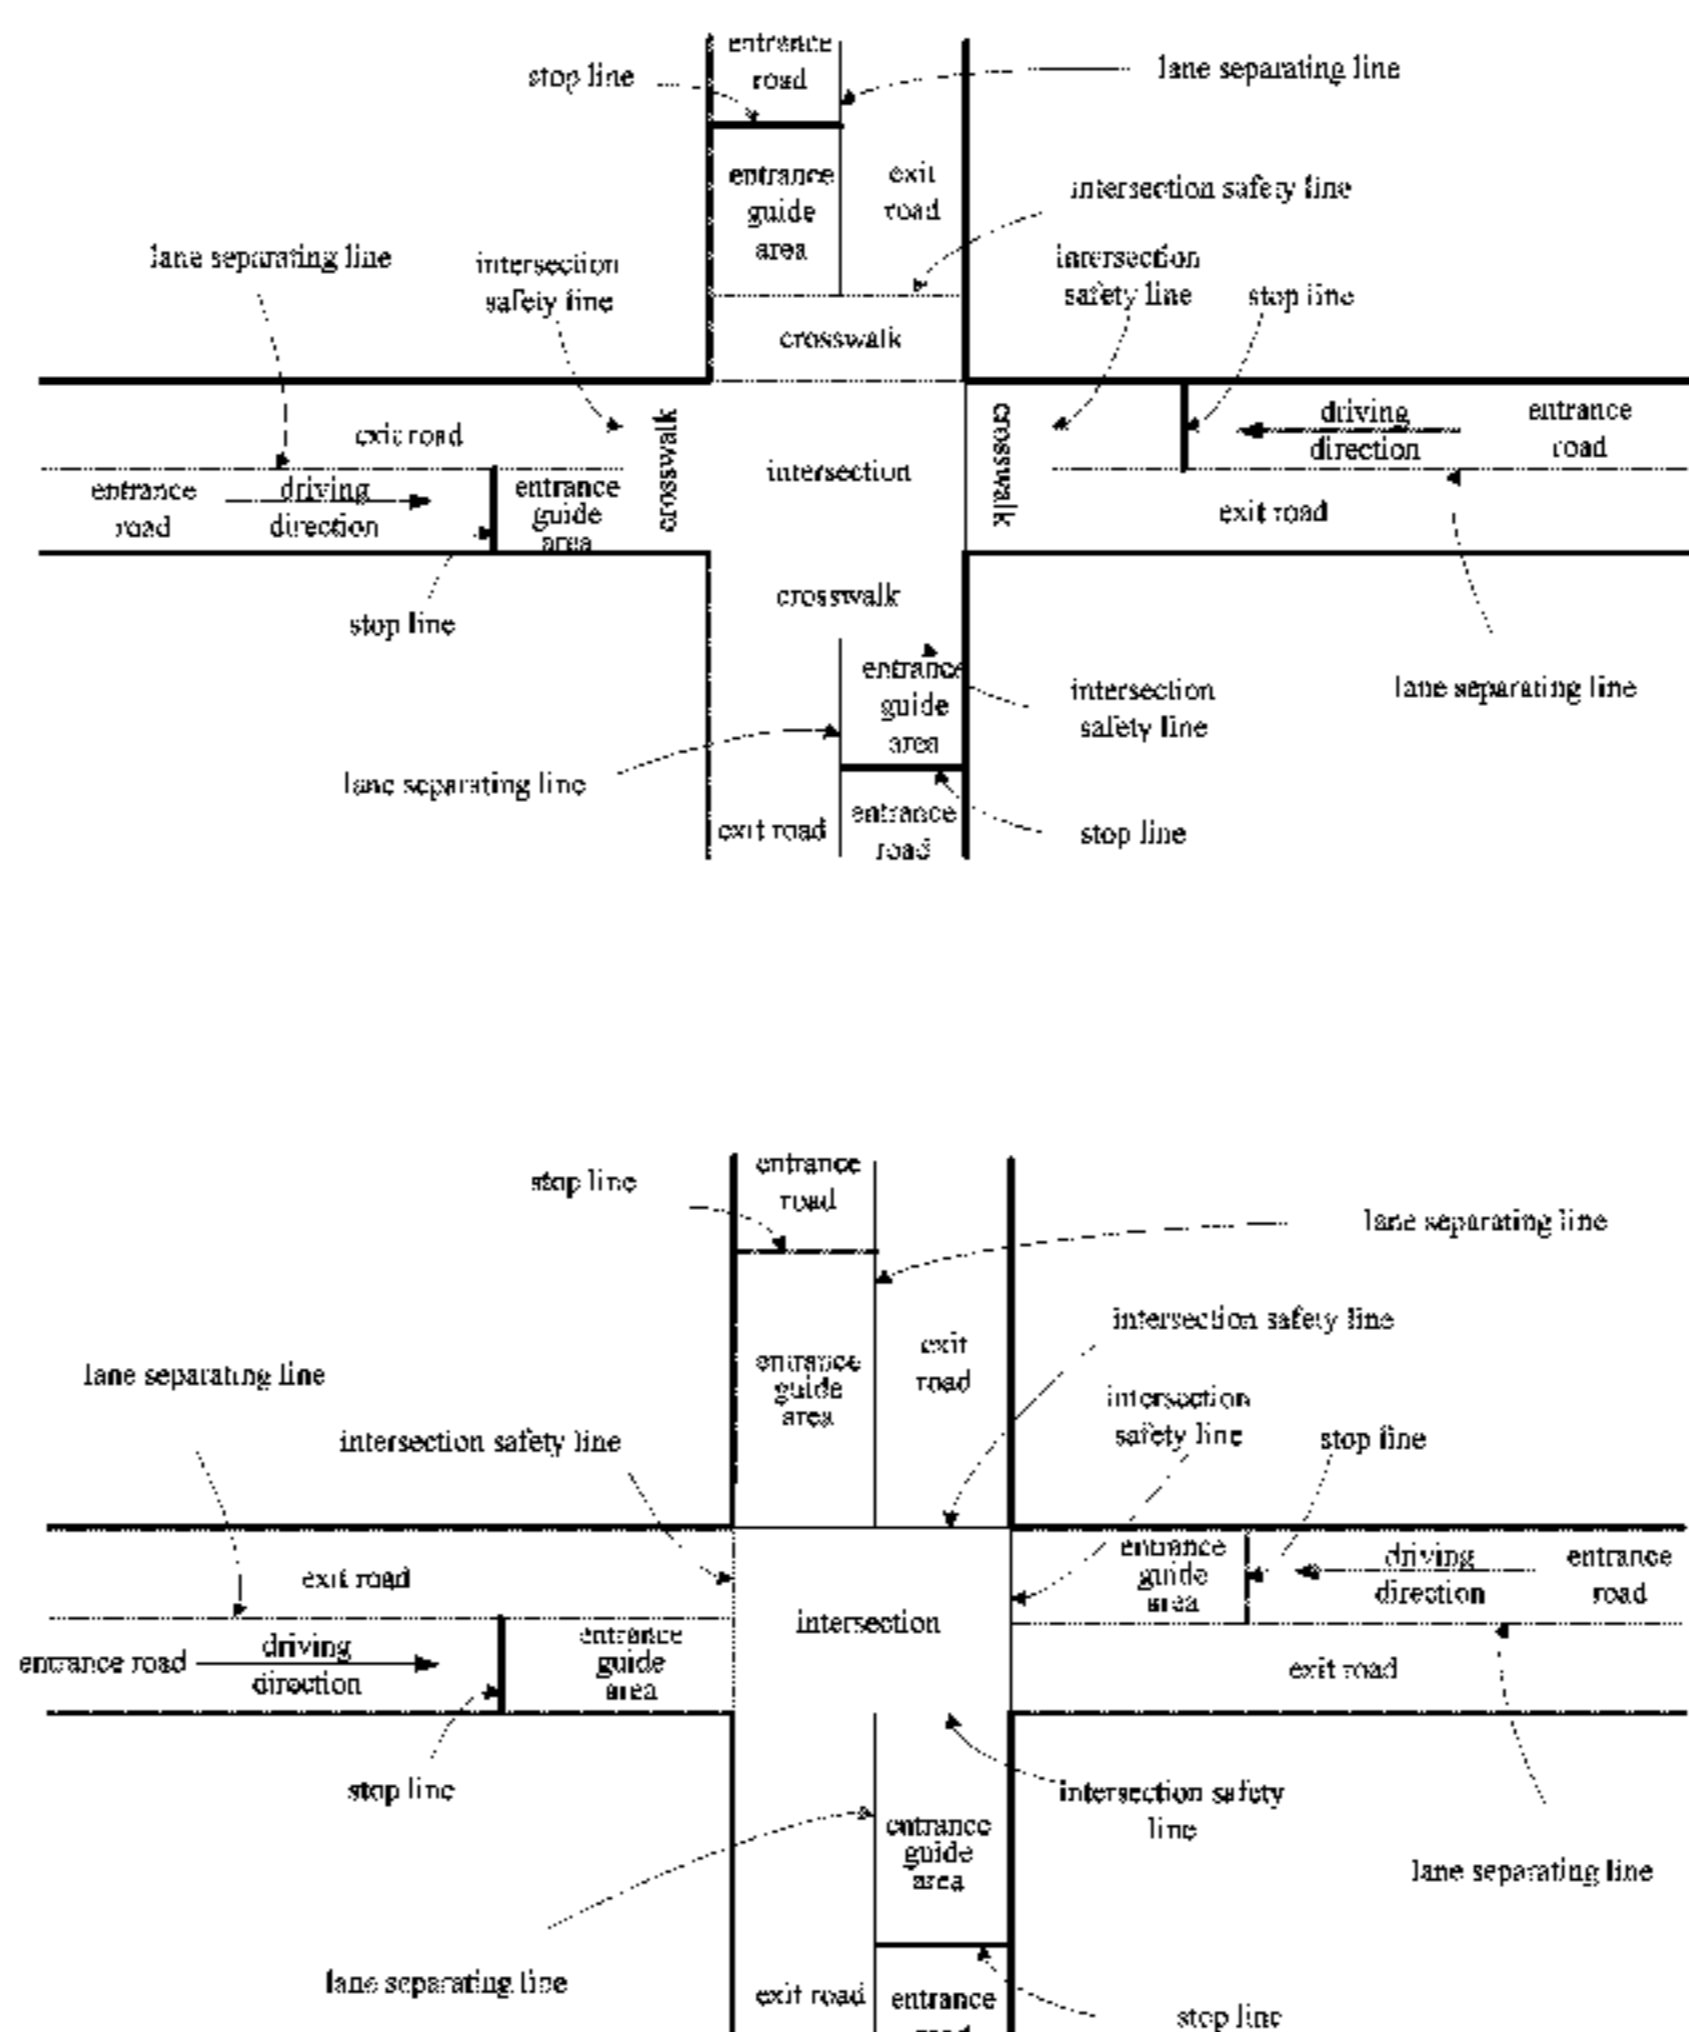 entrance
road
stop line
lane separating line
entrance
guide
area
exit
road
intersection safety line
lane separating line
intersection
safety line
intersection
safety line
stop line
crosswalk
exit road
crosswalk
intersection
crosswalk
driving
direction
entrance
road
entrance
road
driving
direction
entrance
guide
area
exit road
stop line
crosswalk
entrance
guide
area
intersection
safety line
lane separating line
lane separating line
exit road
entrance
road
stop line
entrance
road
stop line
lane separating line
intersection safety line
entrance
guide
area
exit
road
lane separating line
intersection safety line
intersection
safety line
stop line
exit road
intersection
entrance
guide
area
driving
direction
entrance
road
entrance road
driving
direction
entrance
guide
area
exit road
stop line
intersection safety
line
entrance
guide
area
lane separating line
lane separating line
exit road
entrance
stop line